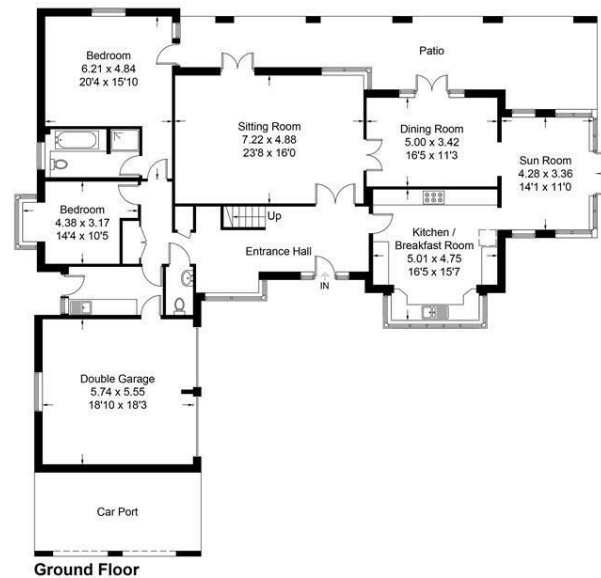 Patio
Bedroom
6.21 x 4.84
20'4 x 15'10
Sitting Room
7.22 x 4.88
23'8 x 16'0
Dining Room
5.00 x 3.42
16'5 x 11'3
Sun Room
4.28 x 3.36
14'1 x 11'0
Bedroom
4.38 x 3.17
14'4 x 10'5
Up
Entrance Hall
IN
Kitchen /
Breakfast Room
5.01 x 4.75
16'5 x 15'7
Double Garage
5.74 x 5.55
18'10 x 18'3
Car Port
Ground Floor